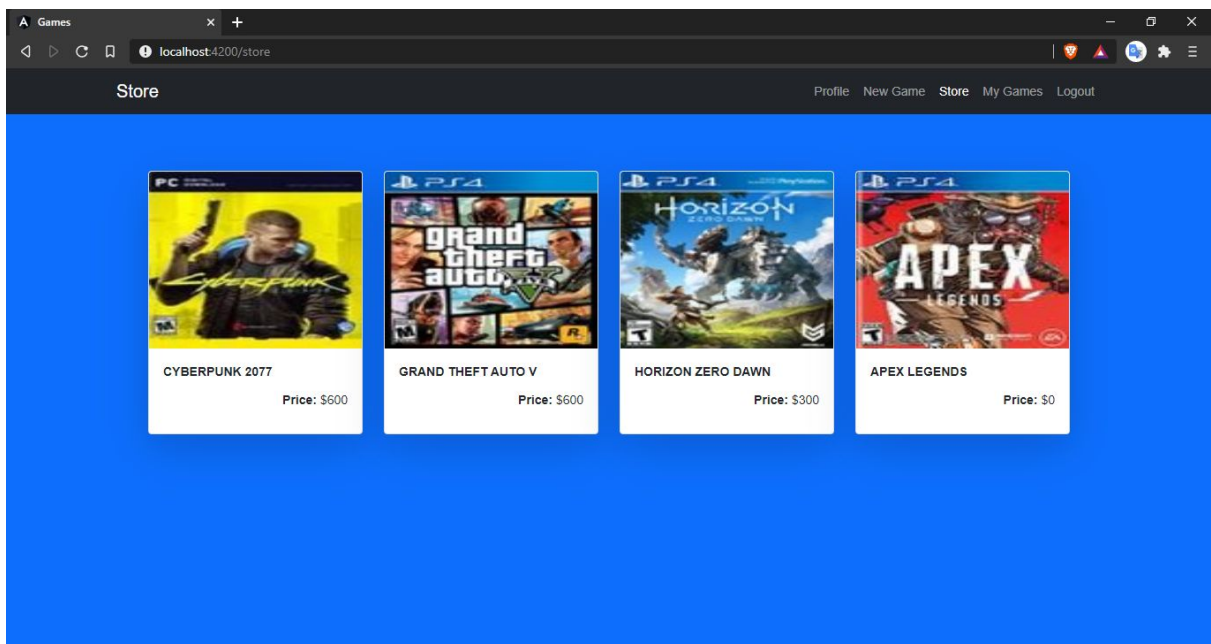 Games
localhost:4200/store
Store
Profile New Game Store My Games Logout
PC
CYBERPUNK
M
CYBERPUNK 2077
Price: $600
PS4
grand
theft
auto
V
M
R
GRAND THEFT AUTO V
Price: $600
PS4
HORIZON
ZERO DAWN
T
HORIZON ZERO DAWN
Price: $300
PS4
APEX
LEGENDS
T
EA
APEX LEGENDS
Price: $0